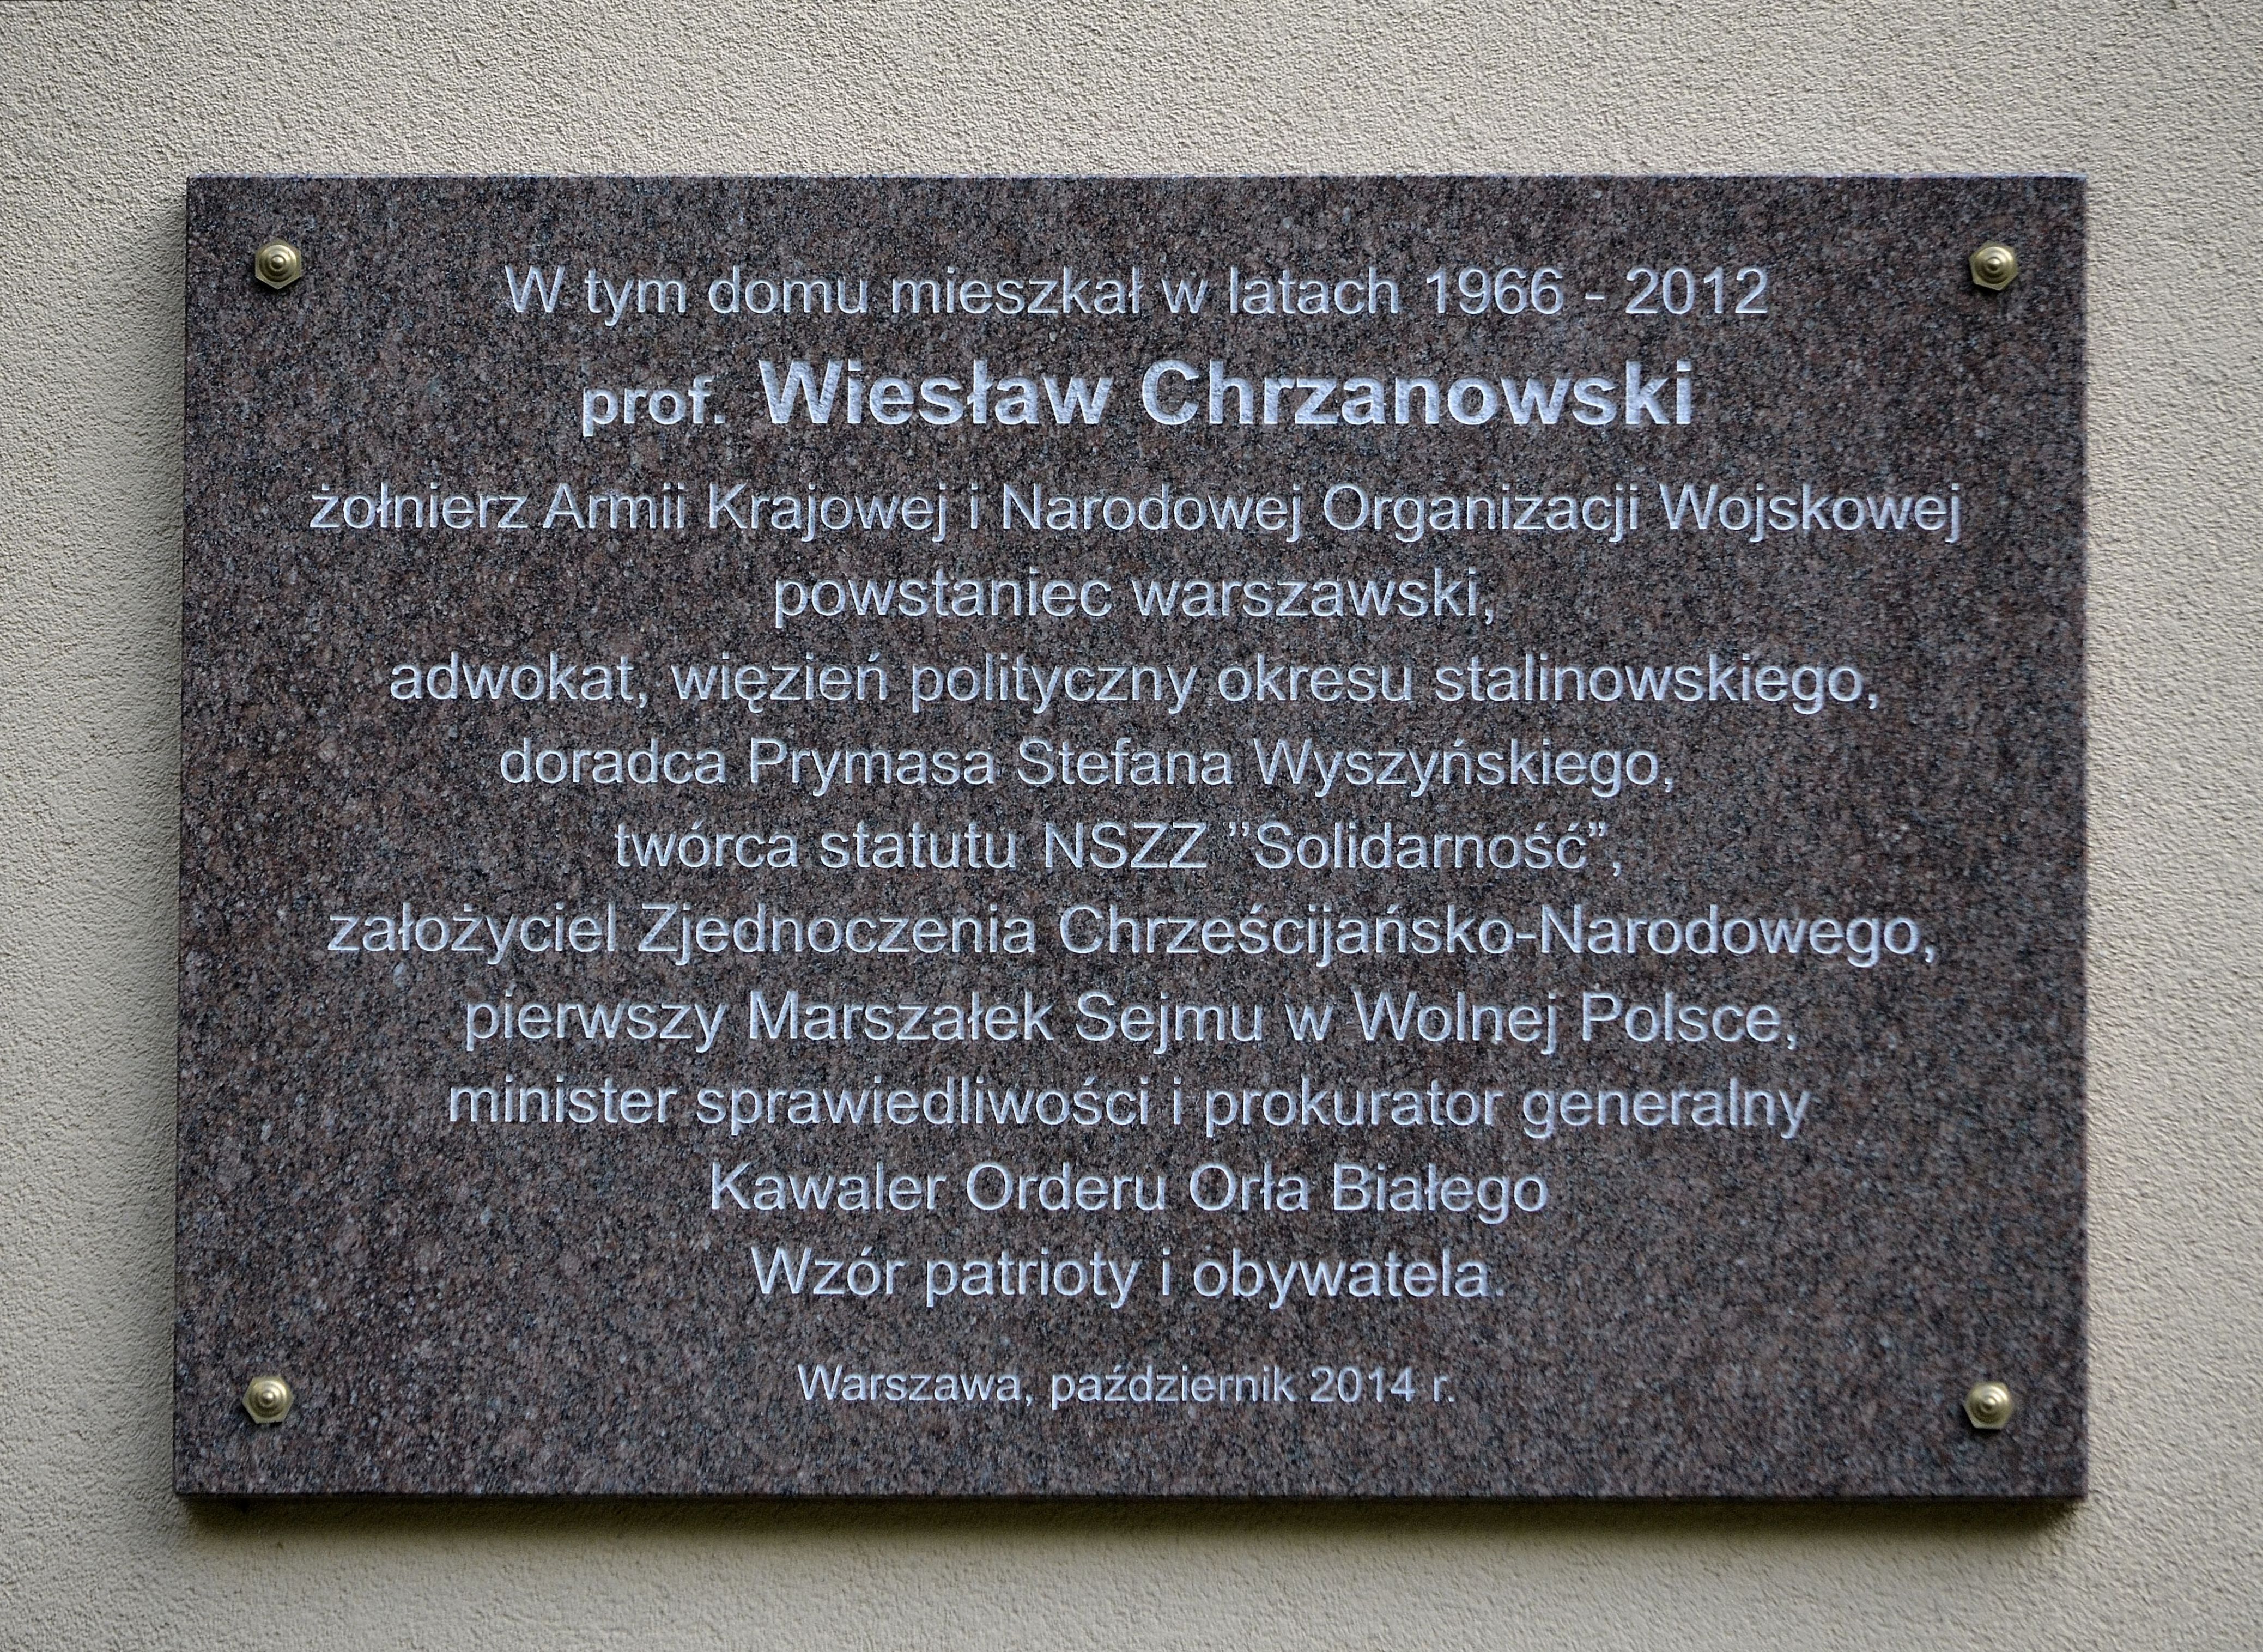 W tym domu mieszkał w latach 1966 - 2012
prof. Wiesław Chrzanowski
żołnierz Armii Krajowej i Narodowej Organizacji Wojskowej
powstaniec warszawski,
adwokat, więzień polityczny okresu stalinowskiego,
doradca Prymasa Stefana Wyszyńskiego,
twórca statutu NSZZ ”Solidarność”,
założyciel Zjednoczenia Chrześcijańsko-Narodowego,
pierwszy Marszałek Sejmu w Wolnej Polsce,
minister sprawiedliwości i prokurator generalny
Kawaler Orderu Orła Białego
Wzór patrioty i obywatela.
Warszawa, październik 2014 r.